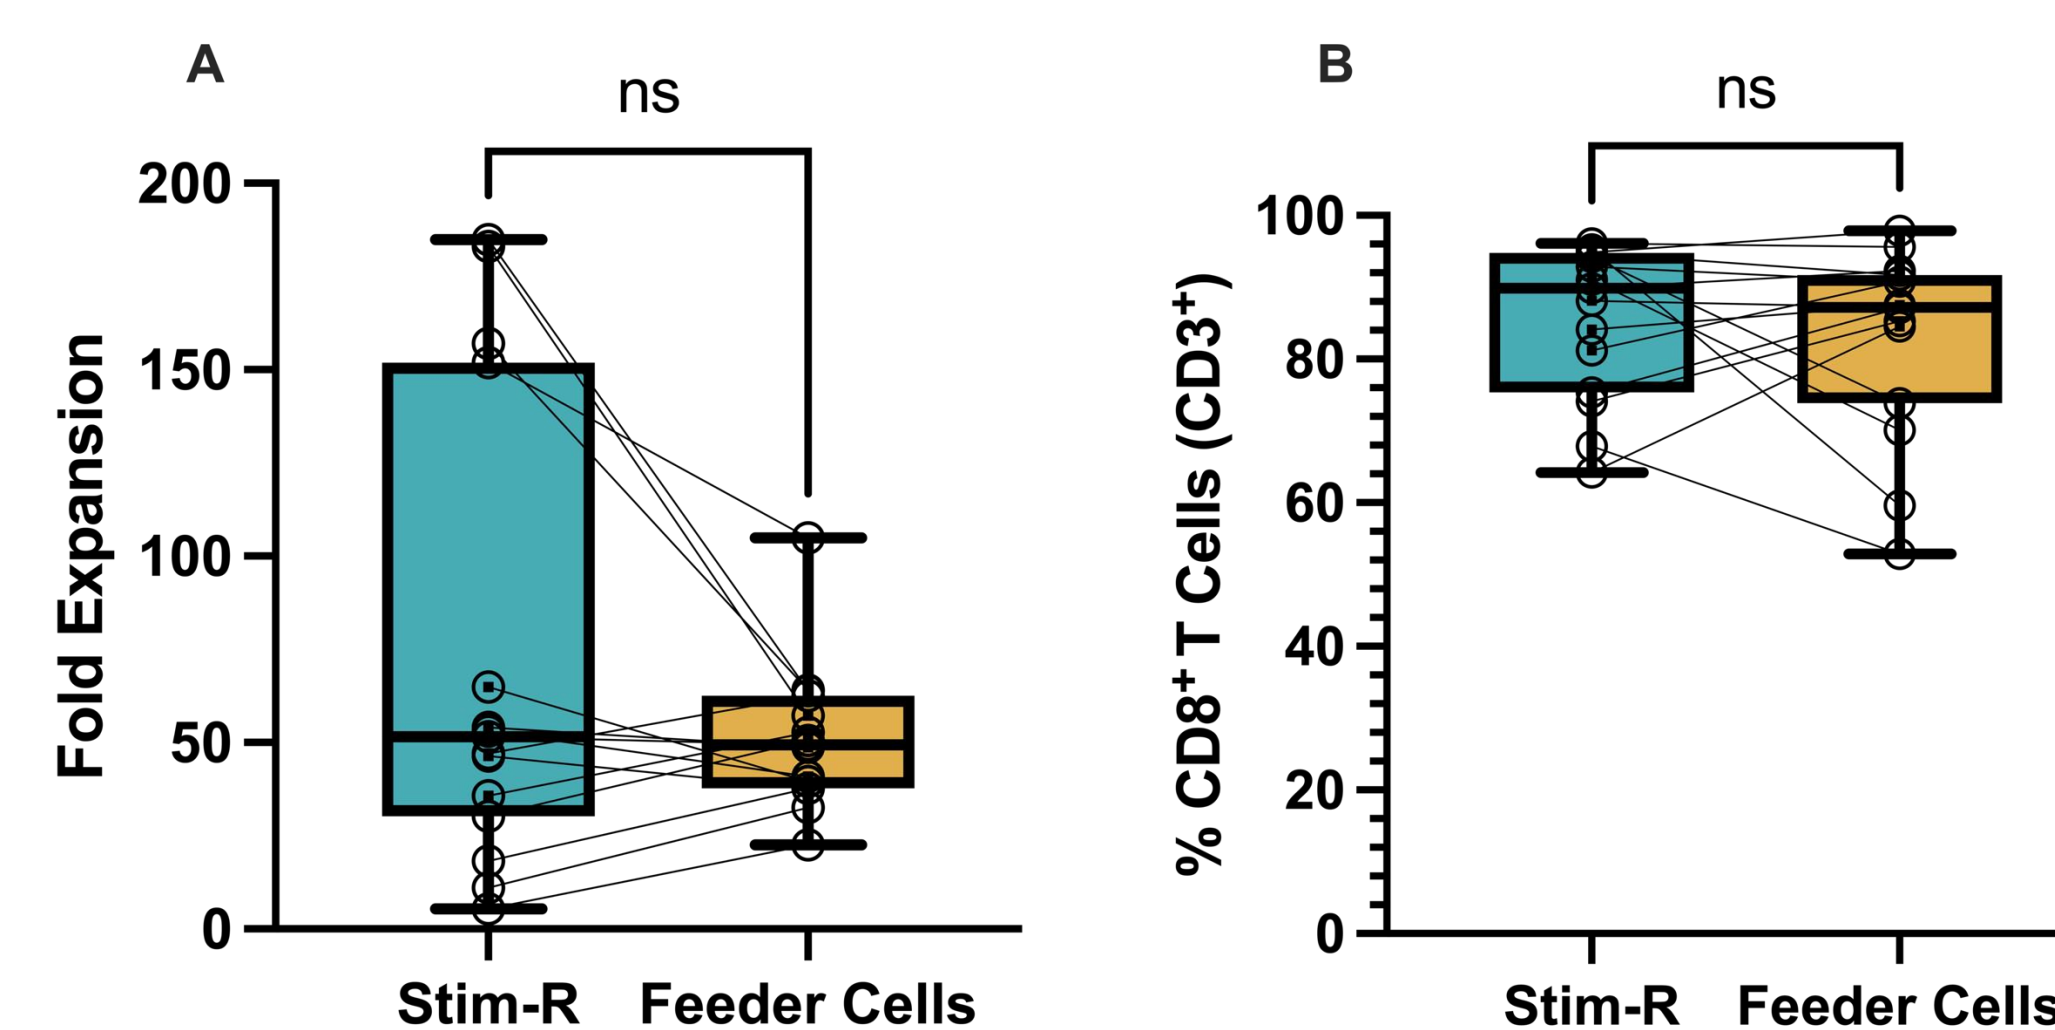 A
ns
200
150
100
50
0
Fold Expansion
Stim-R
Feeder Cells
B
ns
100
80
60
40
20
0
% CD8⁺ T Cells (CD3⁺)
Stim-R
Feeder Cells